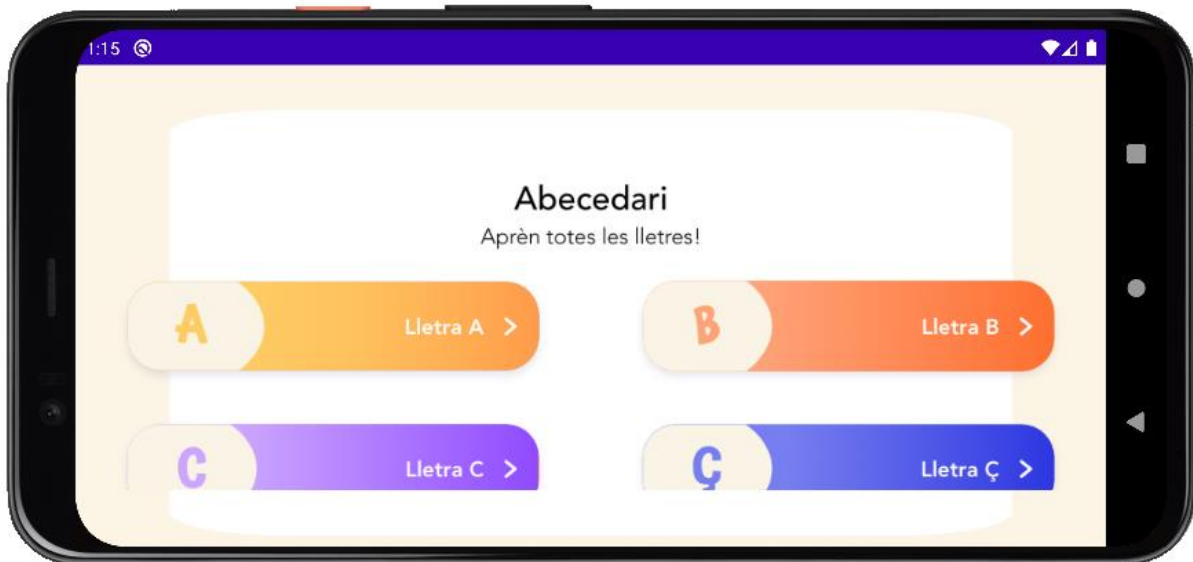 1:15
Abecedari
Aprèn totes les lletres!
A Lletra A
B Lletra B
C Lletra C
Ç Lletra Ç